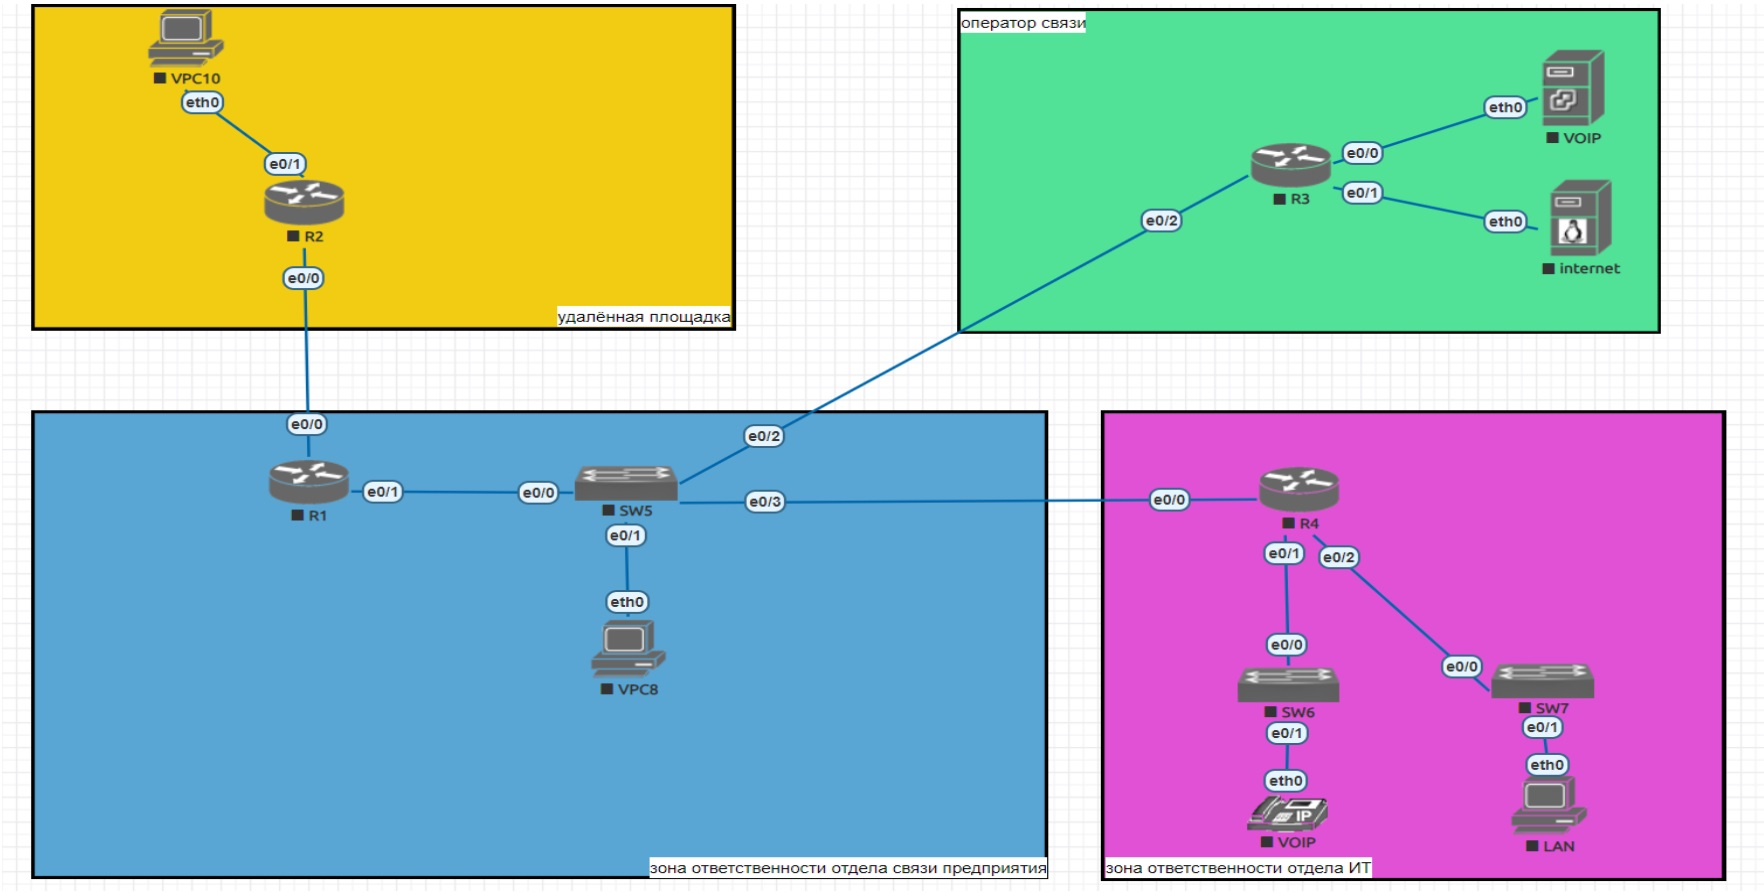 VPC10
eth0
e0/1
R2
e0/0
удалённая площадка
оператор связи
eth0
VOIP
e0/0
R3
e0/1
e0/2
eth0
internet
e0/0
R1
e0/1
e0/0
SW5
e0/2
e0/3
e0/1
eth0
VPC8
зона ответственности отдела связи предприятия
e0/0
R4
e0/1
e0/2
e0/0
SW6
e0/1
eth0
IP
VOIP
e0/0
SW7
e0/1
eth0
LAN
зона ответственности отдела ИТ